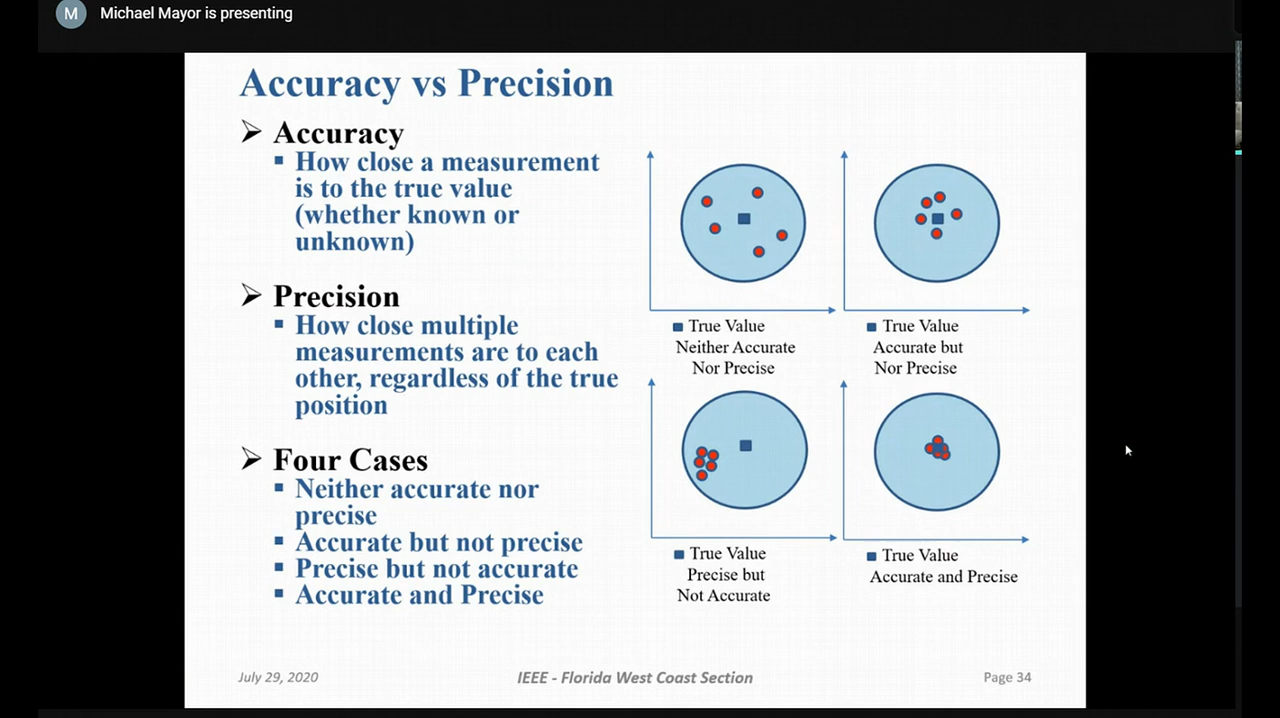 M
Michael Mayor is presenting
Accuracy vs Precision
Accuracy
How close a measurement
is to the true value
(whether known or
unknown)
Precision
How close multiple
measurements are to each
other, regardless of the true
position
Four Cases
Neither accurate nor
precise
Accurate but not precise
Precise but not accurate
Accurate and Precise
True Value
Neither Accurate
Nor Precise
True Value
Accurate but
Nor Precise
True Value
Precise but
Not Accurate
True Value
Accurate and Precise
July 29, 2020
IEEE - Florida West Coast Section
Page 34